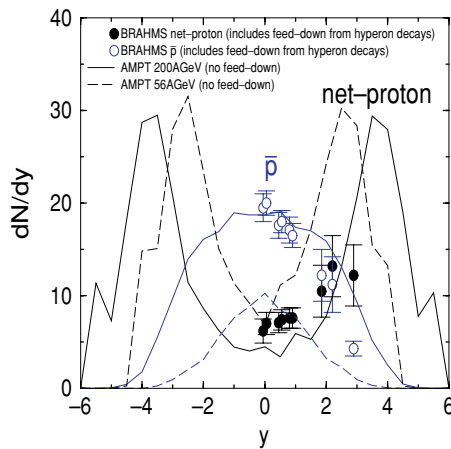 BRAHMS net–proton (includes feed–down from hyperon decays)
BRAHMS p̅ (includes feed–down from hyperon decays)
AMPT 200AGeV (no feed–down)
AMPT 56AGeV (no feed–down)
net–proton
p̅
dN/dy
40
30
20
10
0
−6 −4 −2 0 2 4 6
y